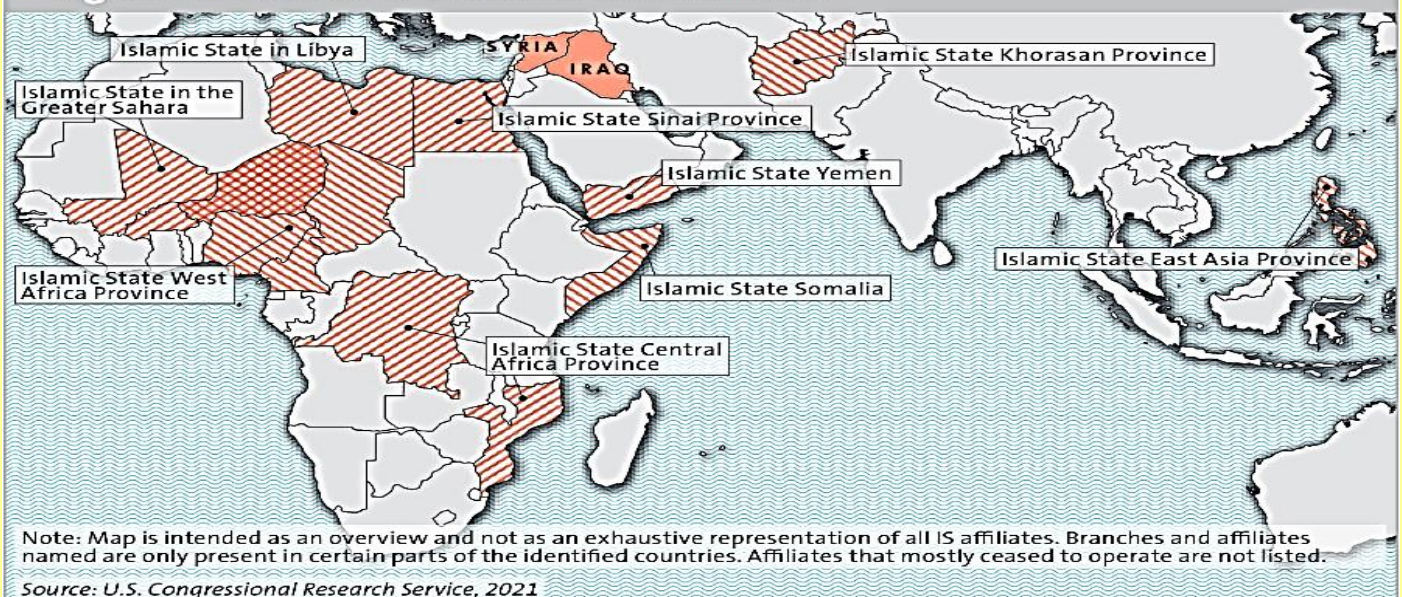 Islamic State in Libya
SYRIA
IRAQ
Islamic State Khorasan Province
Islamic State in the
Greater Sahara
Islamic State Sinai Province
Islamic State Yemen
Islamic State East Asia Province
Islamic State West
Africa Province
Islamic State Somalia
Islamic State Central
Africa Province
Note: Map is intended as an overview and not as an exhaustive representation of all IS affiliates. Branches and affiliates
named are only present in certain parts of the identified countries. Affiliates that mostly ceased to operate are not listed.
Source: U.S. Congressional Research Service, 2021